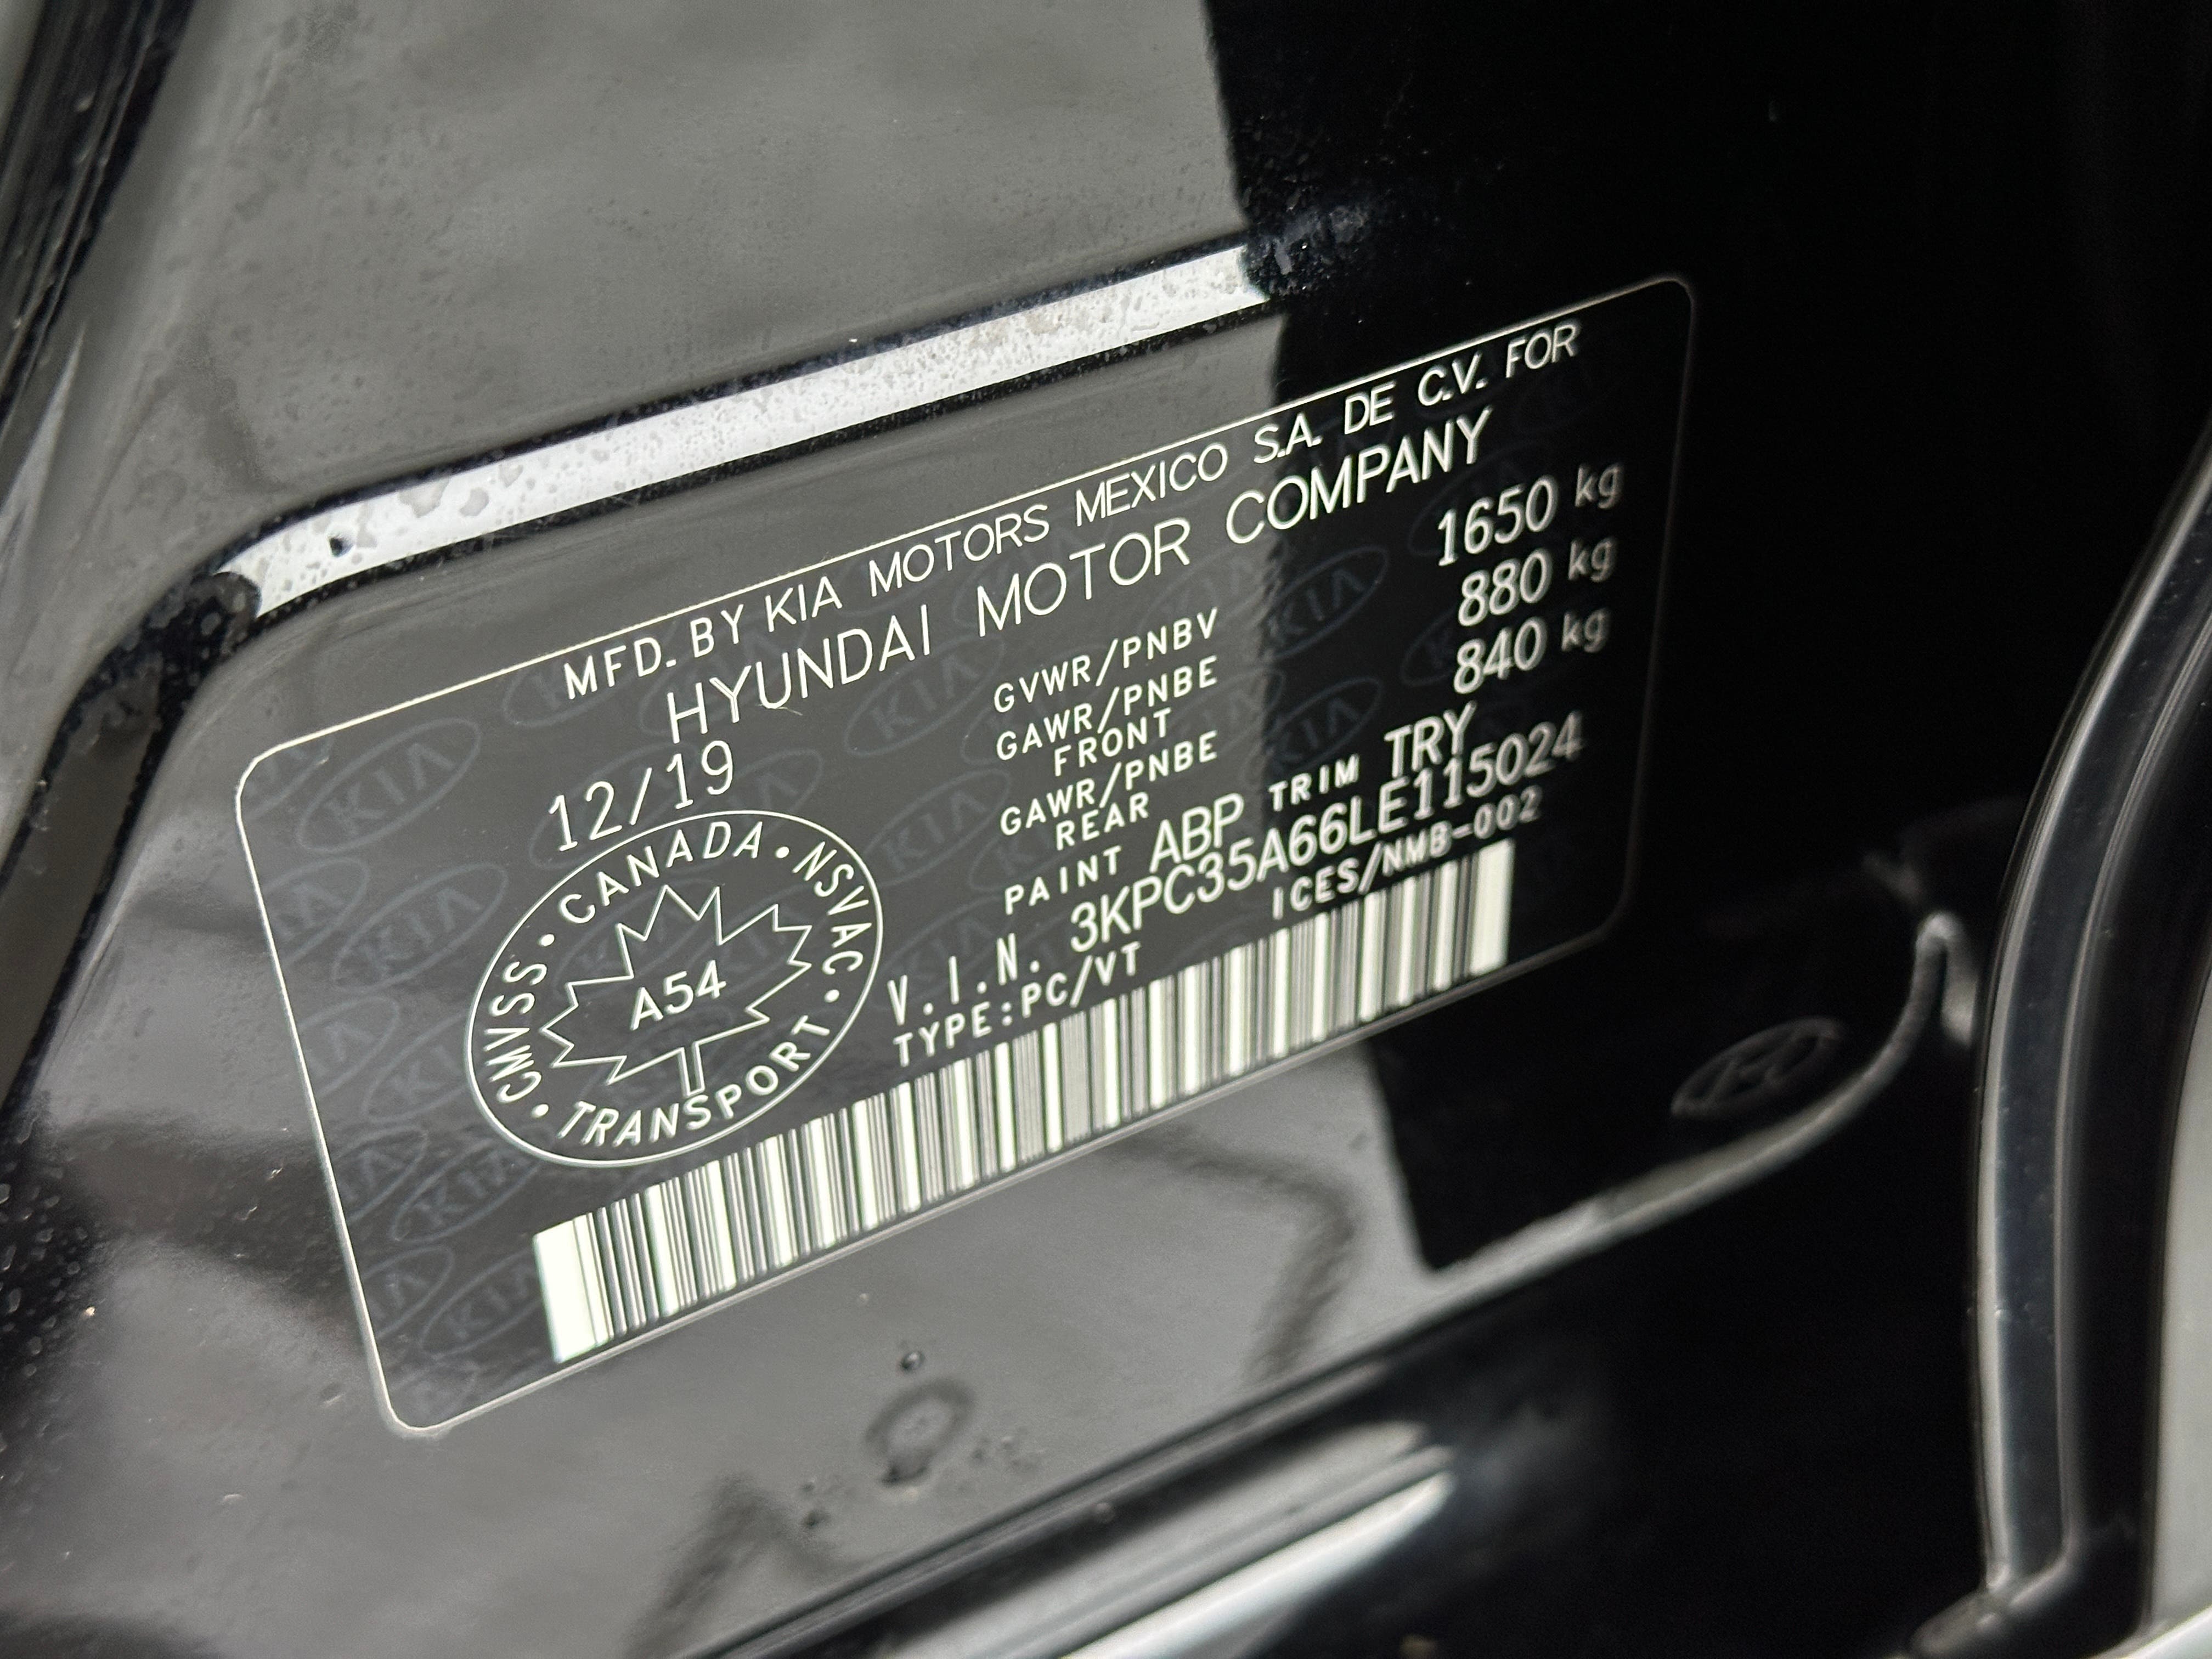 MFD. BY KIA MOTORS MEXICO S.A. DE C.V. FOR
HYUNDAI MOTOR COMPANY
12/19
GVWR/PNBV 1650 kg
GAWR/PNBE FRONT 880 kg
GAWR/PNBE REAR 840 kg
PAINT ABP TRIM TRY
V.I.N. 3KPC35A66LE115024
TYPE:PC/VT ICES/NMB-002
CANADA • NSVAC • TRANSPORT • CMVSS •
A54
KIA